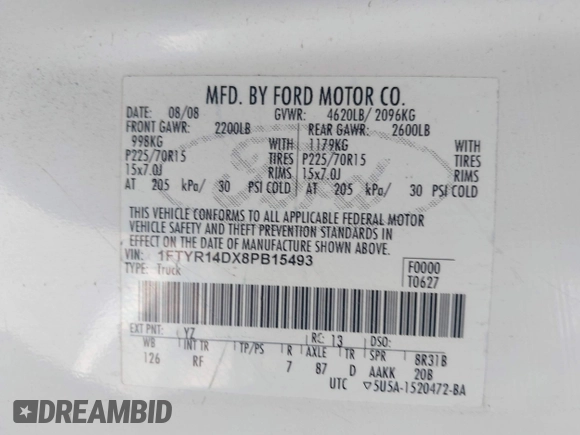 MFD. BY FORD MOTOR CO.
DATE: 08/08 GVWR: 4620LB/ 2096KG
FRONT GAWR: 2200LB REAR GAWR: 2600LB
998KG WITH 1179KG WITH
P225/70R15 TIRES P225/70R15 TIRES
15x7.0J RIMS 15x7.0J RIMS
AT 205 kPa/ 30 PSI COLD AT 205 kPa/ 30 PSI COLD
THIS VEHICLE CONFORMS TO ALL APPLICABLE FEDERAL MOTOR
VEHICLE SAFETY AND THEFT PREVENTION STANDARDS IN
EFFECT ON THE DATE OF MANUFACTURE SHOWN ABOVE.
VIN: 1FTYR14DX8PB15493 F0000
TYPE: Truck T0627
EXT PNT: YZ RC: 13 DSO:
WB INT TR TP/PS R AXLE TR SPR 8R31B
126 RF 7 87 D AAKK 20B
UTC ▽5U5A-1520472-BA
DREAMBID